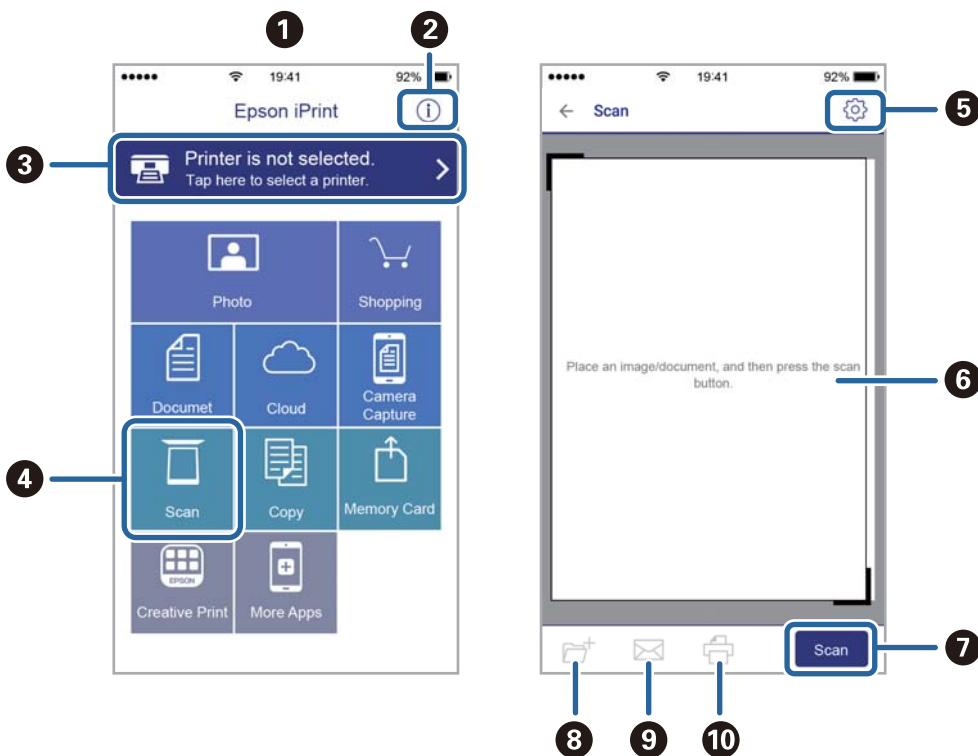 1
2
●●●●● 19:41 92%
Epson iPrint
3
Printer is not selected.
Tap here to select a printer.
Photo
Shopping
Documet
Cloud
Camera
Capture
4
Scan
Copy
Memory Card
EPSON
Creative Print
More Apps
●●●●● 19:41 92%
← Scan
5
Place an image/document, and then press the scan
button.
6
Scan
7
8
9
10